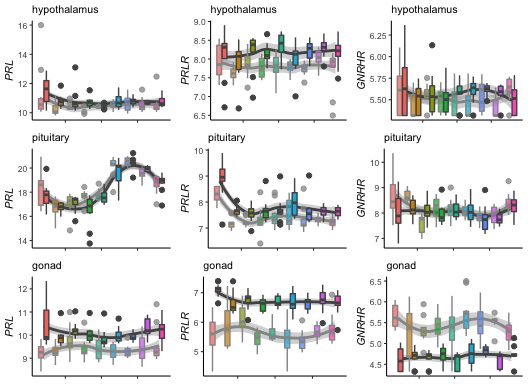 hypothalamus
PRL
16
14
12
10
hypothalamus
PRLR
9.0
8.5
8.0
7.5
7.0
6.5
hypothalamus
GNRHR
6.25
6.00
5.75
5.50
pituitary
PRL
20
18
16
14
pituitary
PRLR
10
9
8
7
pituitary
GNRHR
10
9
8
7
gonad
PRL
12
11
10
9
gonad
PRLR
7
6
5
gonad
GNRHR
6.5
6.0
5.5
5.0
4.5